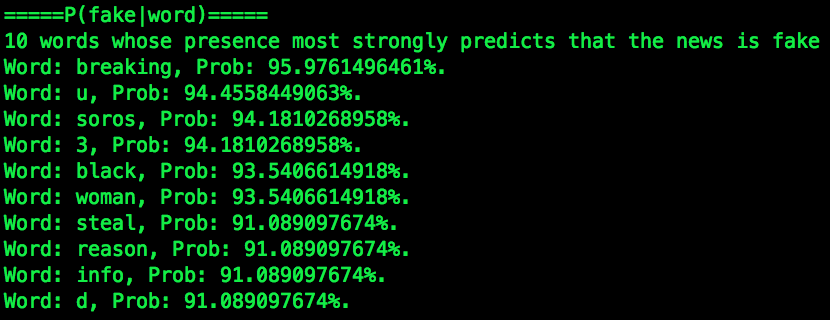 =====P(fake|word)=====
10 words whose presence most strongly predicts that the news is fake
Word: breaking, Prob: 95.9761496461%.
Word: u, Prob: 94.4558449063%.
Word: soros, Prob: 94.1810268958%.
Word: 3, Prob: 94.1810268958%.
Word: black, Prob: 93.5406614918%.
Word: woman, Prob: 93.5406614918%.
Word: steal, Prob: 91.089097674%.
Word: reason, Prob: 91.089097674%.
Word: info, Prob: 91.089097674%.
Word: d, Prob: 91.089097674%.